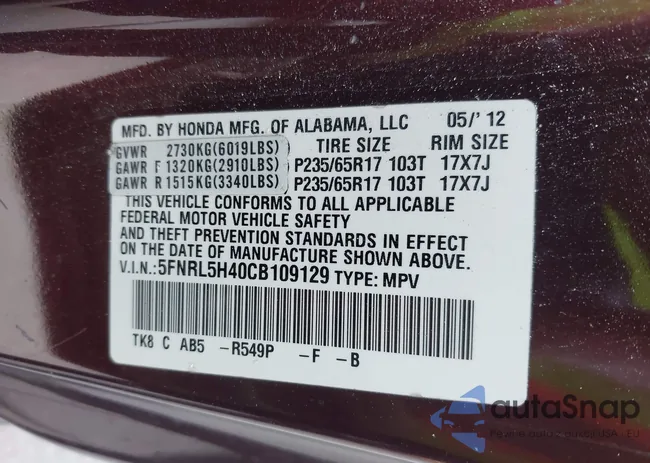 MFD. BY HONDA MFG. OF ALABAMA, LLC 05/'12
GVWR 2730KG(6019LBS) TIRE SIZE RIM SIZE
GAWR F 1320KG(2910LBS) P235/65R17 103T 17X7J
GAWR R 1515KG(3340LBS) P235/65R17 103T 17X7J
THIS VEHICLE CONFORMS TO ALL APPLICABLE
FEDERAL MOTOR VEHICLE SAFETY
AND THEFT PREVENTION STANDARDS IN EFFECT
ON THE DATE OF MANUFACTURE SHOWN ABOVE.
V.I.N.:5FNRL5H40CB109129 TYPE: MPV
TK8 C AB5 -R549P -F -B
autaSnap